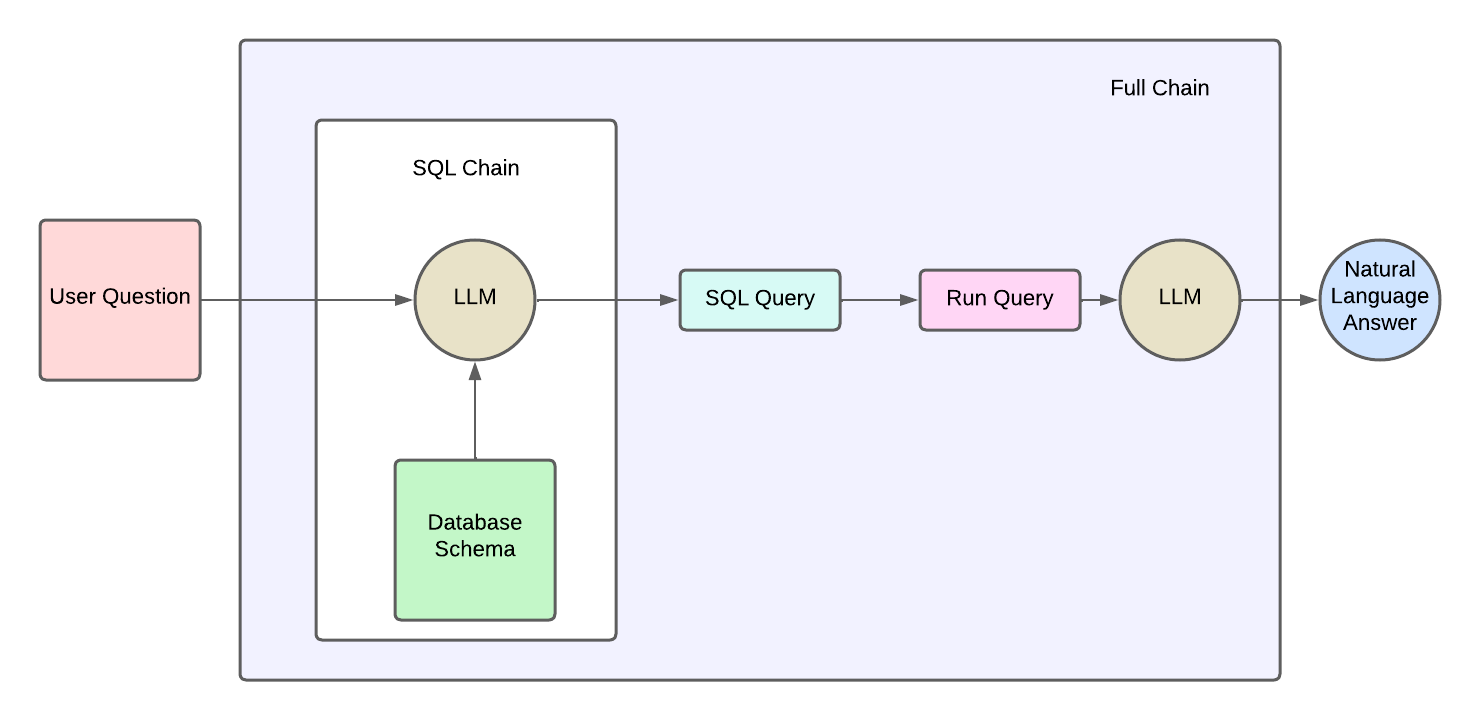 Full Chain
SQL Chain
User Question
LLM
SQL Query
Run Query
LLM
Natural
Language
Answer
Database
Schema